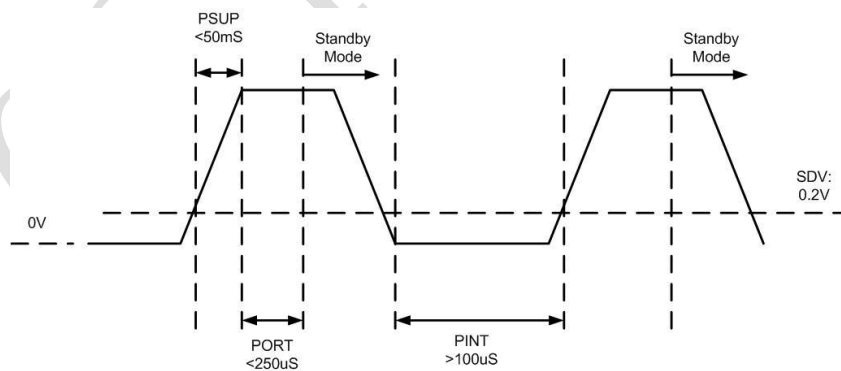 PSUP
<50mS
Standby
Mode
Standby
Mode
SDV:
0.2V
0V
PORT
<250uS
PINT
>100uS